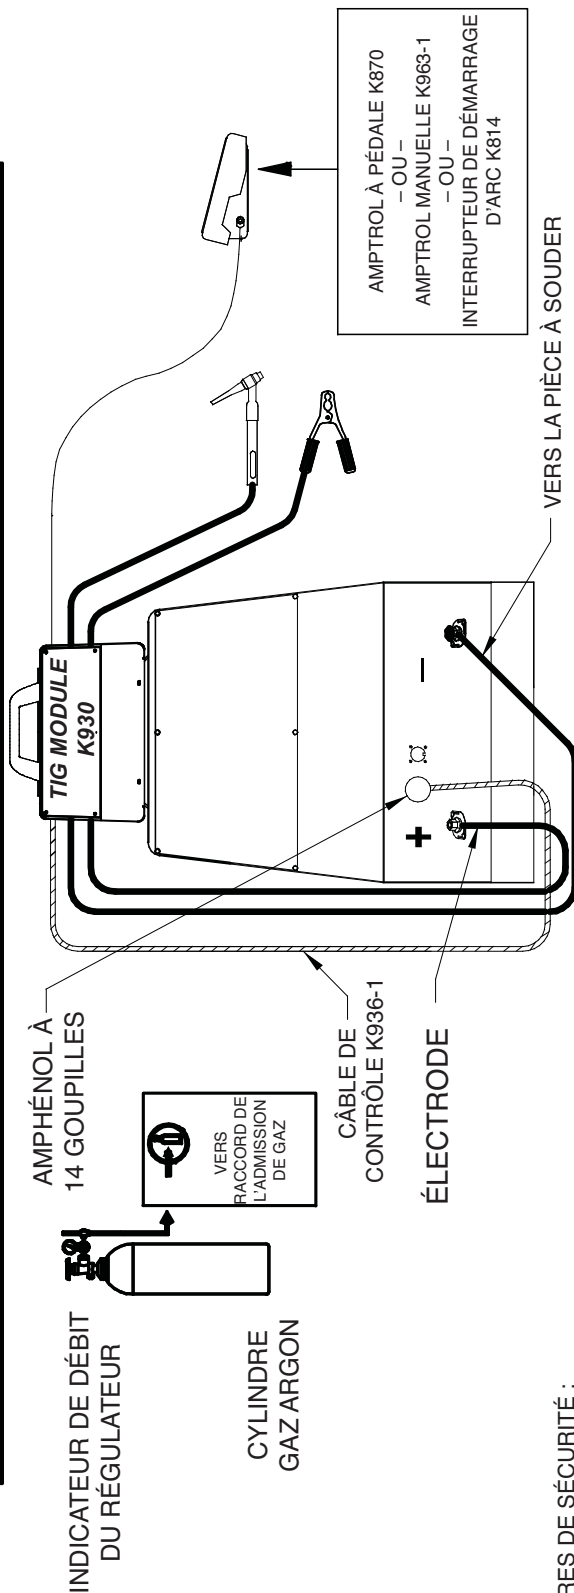 INDICATEUR DE DÉBIT
DU RÉGULATEUR
CYLINDRE
GAZ ARGON
VERS
RACCORD DE
L'ADMISSION
DE GAZ
AMPHÉNOL À
14 GOUPILLES
CÂBLE DE
CONTRÔLE K936-1
ÉLECTRODE
TIG MODULE
K930
+
–
AMPTROL À PÉDALE K870
– OU –
AMPTROL MANUELLE K963-1
– OU –
INTERRUPTEUR DE DÉMARRAGE
D'ARC K814
VERS LA PIÈCE À SOUDER
RES DE SÉCURITÉ :